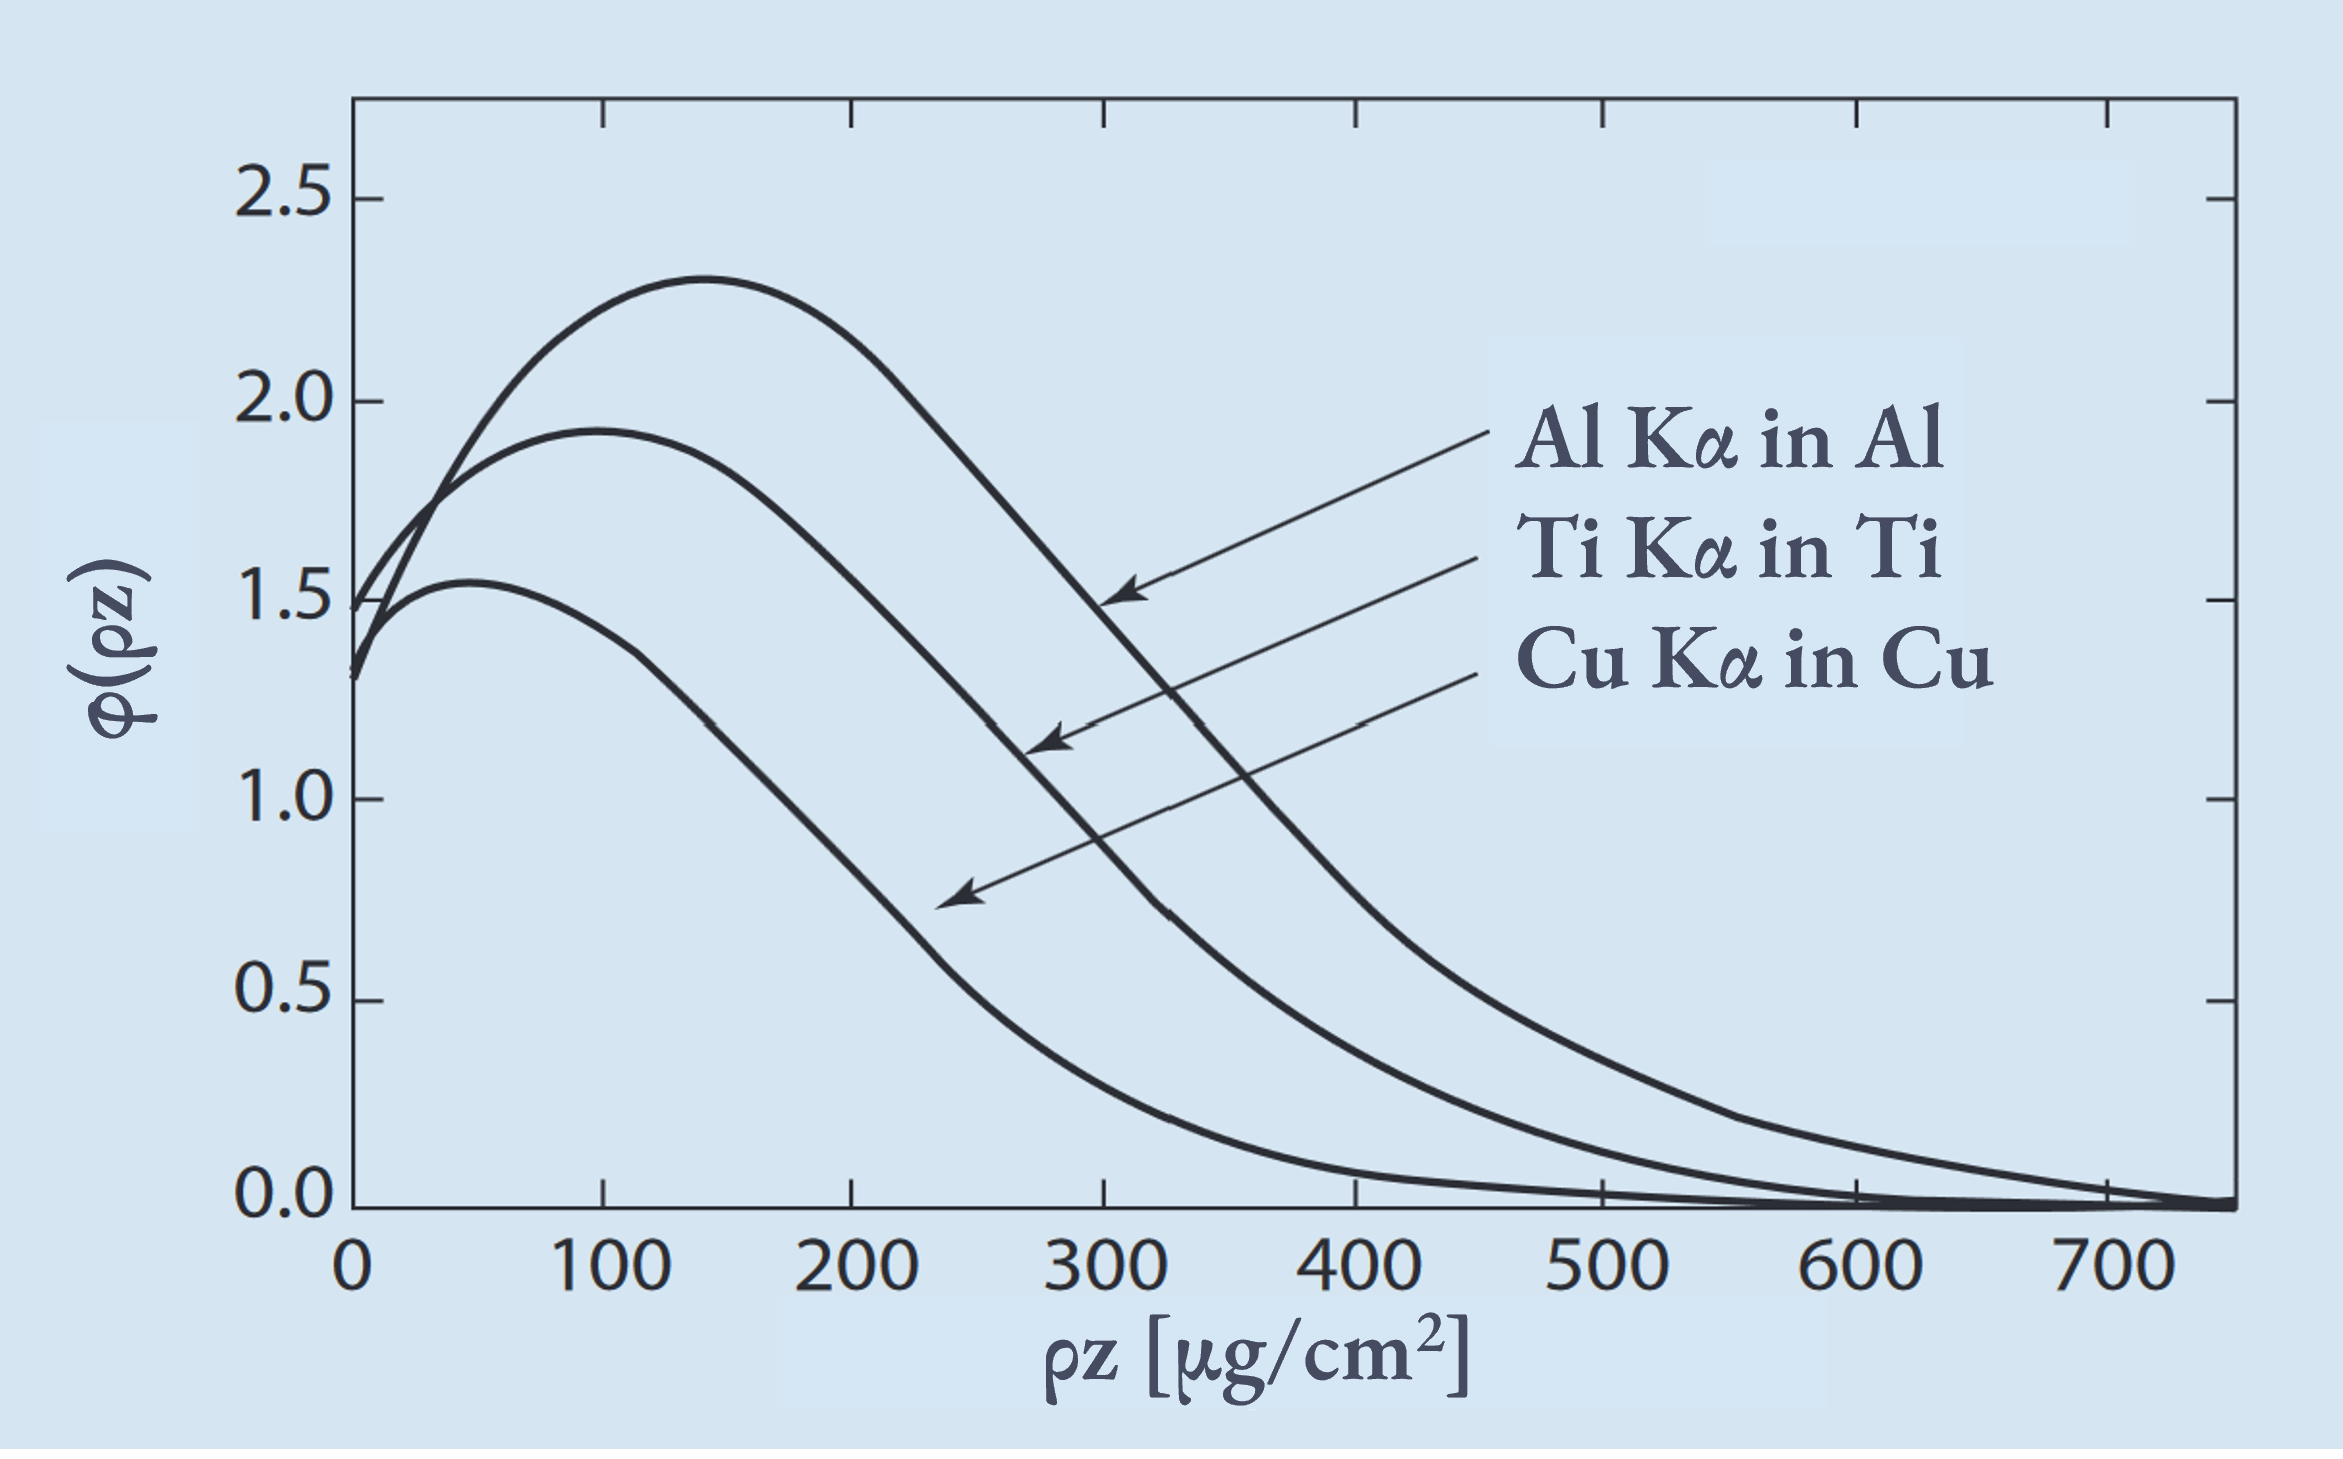 2.5
2.0
1.5
1.0
0.5
0.0
φ(ρz)
Al Kα in Al
Ti Kα in Ti
Cu Kα in Cu
0 100 200 300 400 500 600 700
ρz [µg/cm²]